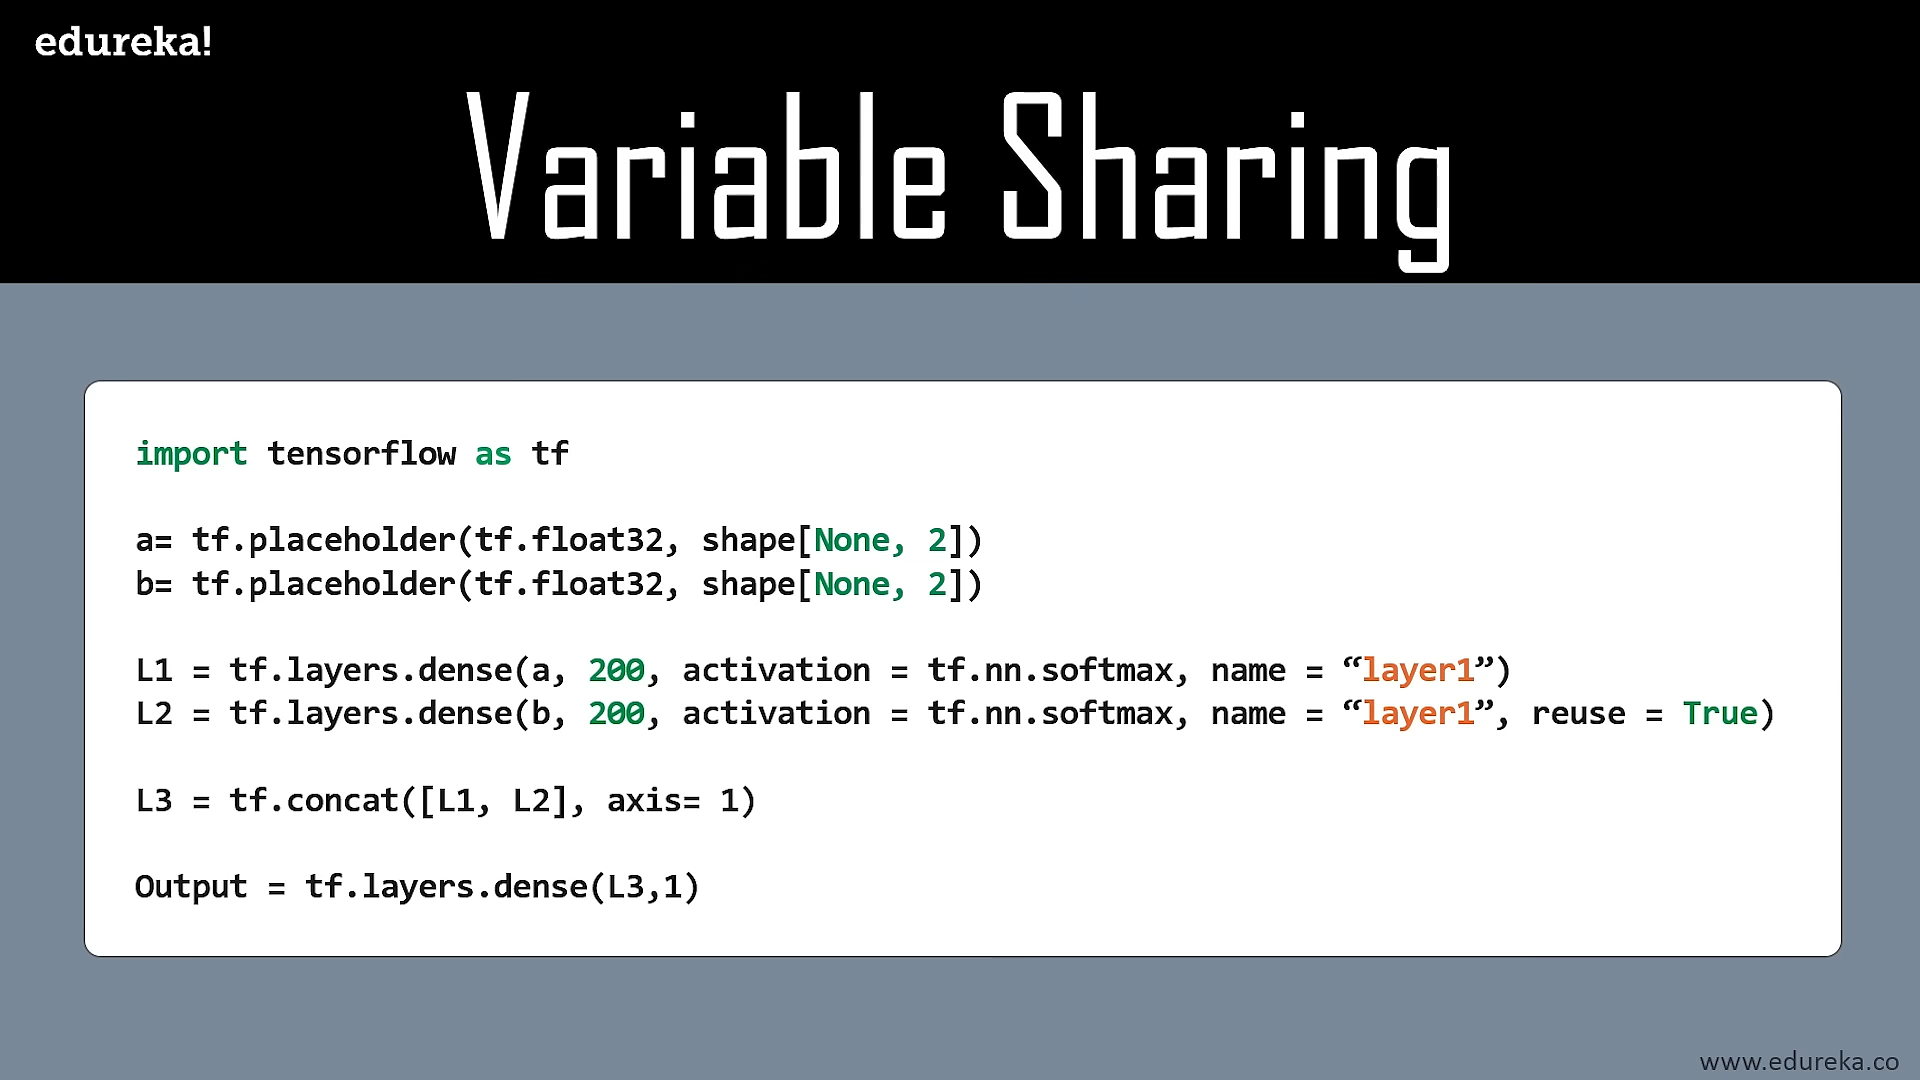 edureka!
Variable Sharing
import tensorflow as tf
a= tf.placeholder(tf.float32, shape[None, 2])
b= tf.placeholder(tf.float32, shape[None, 2])
L1 = tf.layers.dense(a, 200, activation = tf.nn.softmax, name = “layer1”)
L2 = tf.layers.dense(b, 200, activation = tf.nn.softmax, name = “layer1”, reuse = True)
L3 = tf.concat([L1, L2], axis= 1)
Output = tf.layers.dense(L3,1)
www.edureka.co